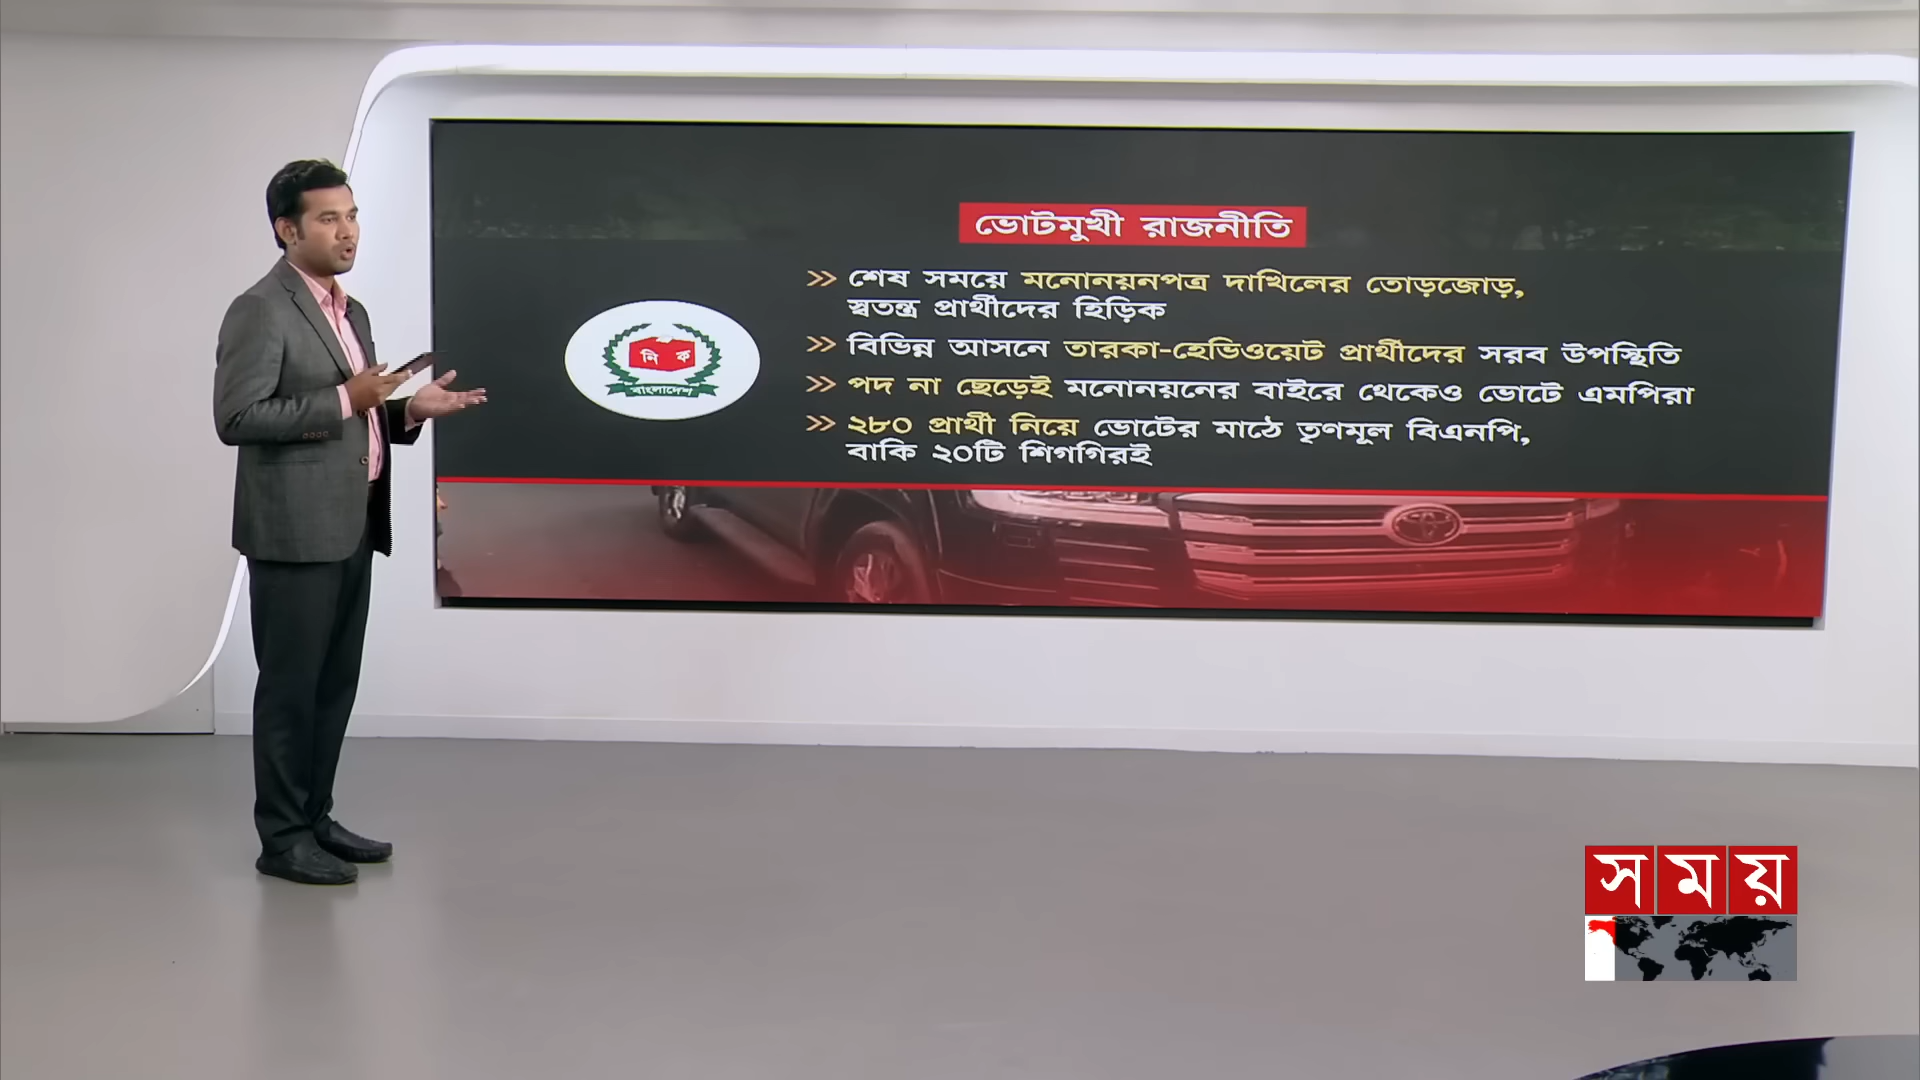 ভোটমুখী রাজনীতি
>> শেষ সময়ে মনোনয়নপত্র দাখিলের তোড়জোড়,
স্বতন্ত্র প্রার্থীদের হিড়িক
>> বিভিন্ন আসনে তারকা-হেভিওয়েট প্রার্থীদের সরব উপস্থিতি
>> পদ না ছেড়েই মনোনয়নের বাইরে থেকেও ভোটে এমপিরা
>> ২৮০ প্রার্থী নিয়ে ভোটের মাঠে তৃণমূল বিএনপি,
বাকি ২০টি শিগগিরই
নি ক
বাংলাদেশ
সময়